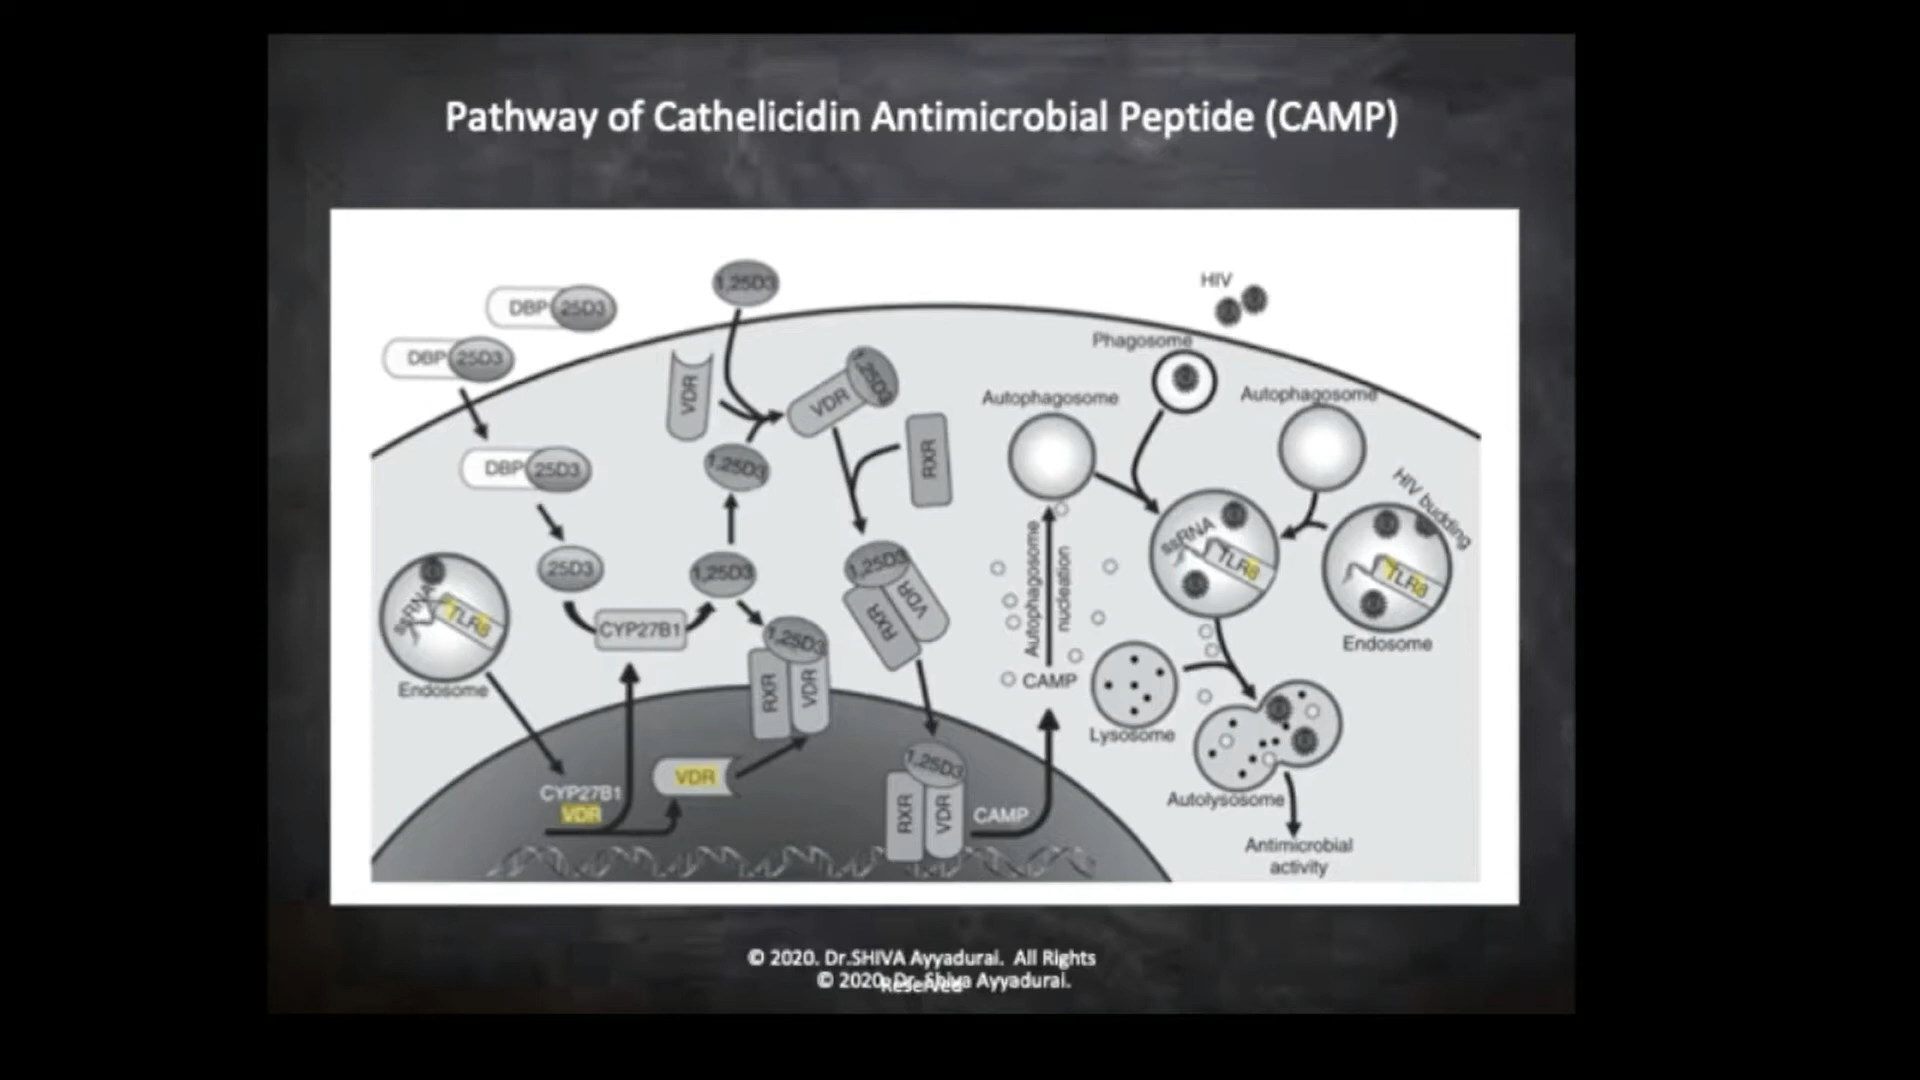 Pathway of Cathelicidin Antimicrobial Peptide (CAMP)
1,25D3
HIV
DBP 25D3
DBP 25D3
Phagosome
VDR
VDR 1,25D3
Autophagosome
Autophagosome
RXR
DBP 25D3
1,25D3
HIV budding
25D3
1,25D3
1,25D3
RXR
VDR
Autophagosome
nucleation
ssRNA
TLR8
TLR8
ssRNA
TLR8
CYP27B1
1,25D3
RXR
VDR
Endosome
Endosome
CAMP
Lysosome
CYP27B1
VDR
VDR
1,25D3
RXR
VDR
CAMP
Autolysosome
Antimicrobial
activity
© 2020. Dr.SHIVA Ayyadurai. All Rights
Reserved
© 2020. Dr. Shiva Ayyadurai.